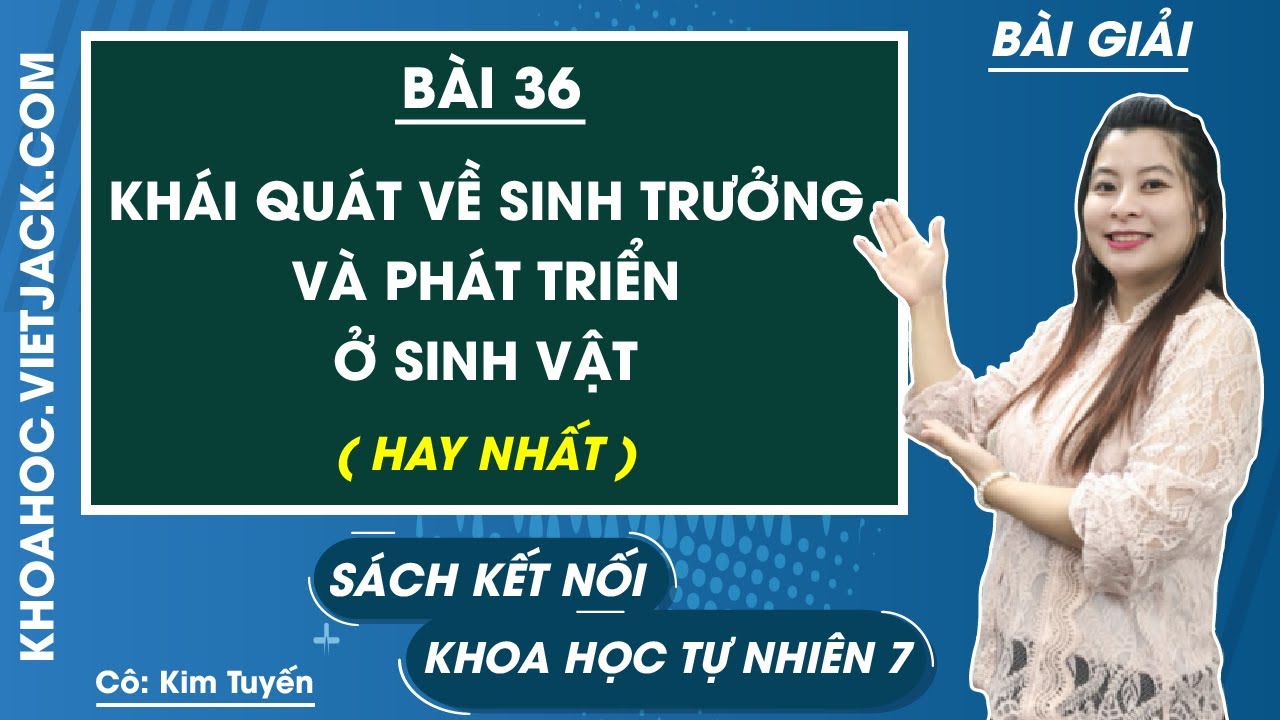 KHOAHOC.VIETJACK.COM
BÀI GIẢI
BÀI 36
KHÁI QUÁT VỀ SINH TRƯỞNG
VÀ PHÁT TRIỂN
Ở SINH VẬT
( HAY NHẤT )
SÁCH KẾT NỐI
KHOA HỌC TỰ NHIÊN 7
Cô: Kim Tuyến